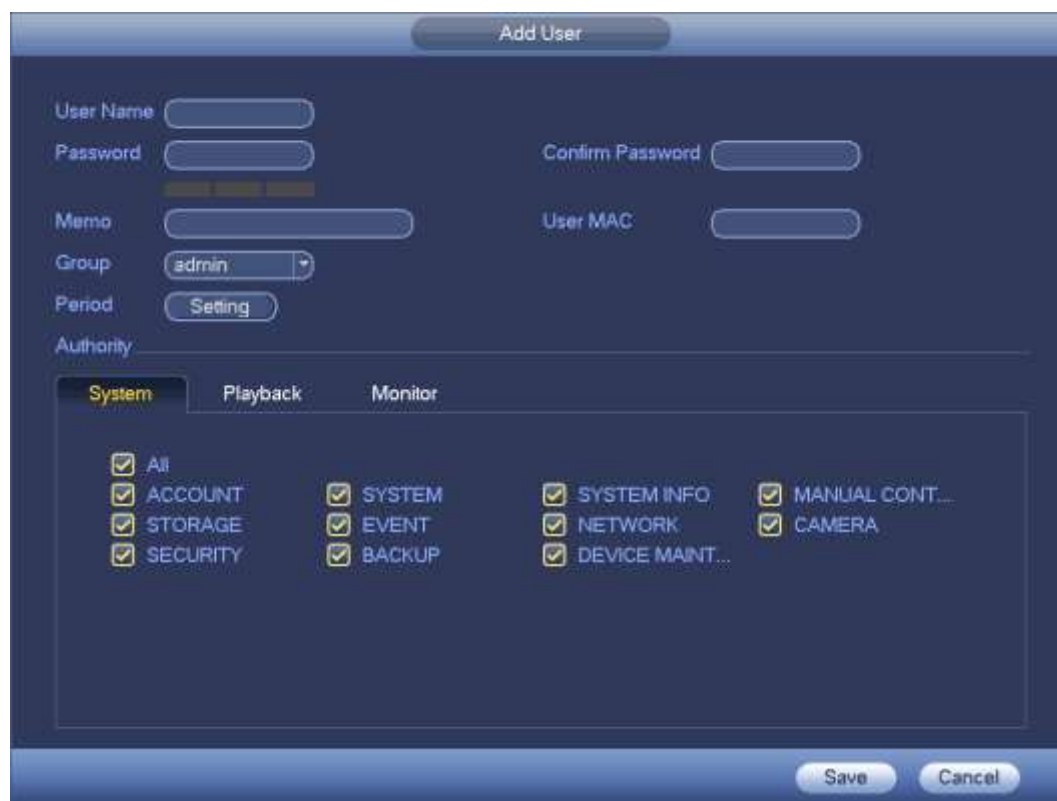 Add User
User Name
Password Confirm Password
Memo User MAC
Group admin
Period Setting
Authority
System Playback Monitor
All
ACCOUNT SYSTEM SYSTEM INFO MANUAL CONT...
STORAGE EVENT NETWORK CAMERA
SECURITY BACKUP DEVICE MAINT...
Save Cancel